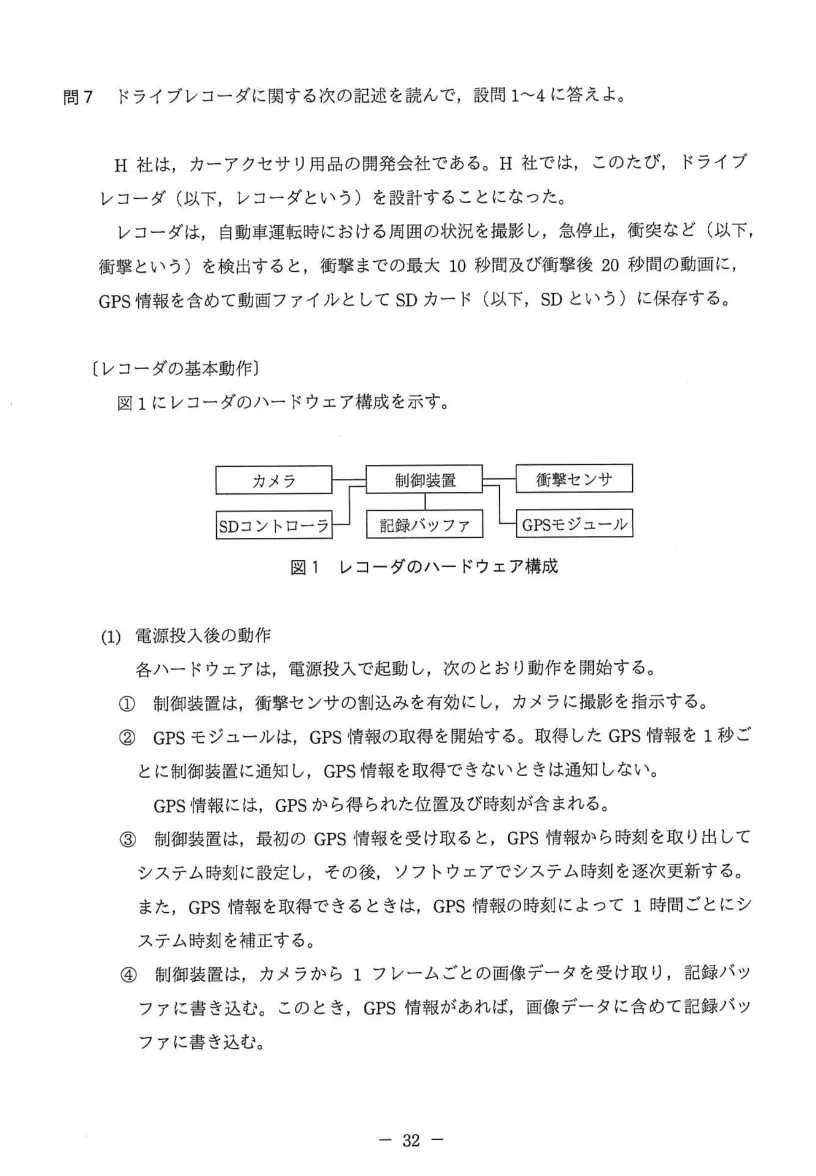 問7　ドライブレコーダに関する次の記述を読んで，設問1～4に答えよ。
H 社は，カーアクセサリ用品の開発会社である。H 社では，このたび，ドライブ
レコーダ（以下，レコーダという）を設計することになった。
レコーダは，自動車運転時における周囲の状況を撮影し，急停止，衝突など（以下，
衝撃という）を検出すると，衝撃までの最大 10 秒間及び衝撃後 20 秒間の動画に，
GPS 情報を含めて動画ファイルとして SD カード（以下，SD という）に保存する。
〔レコーダの基本動作〕
図1にレコーダのハードウェア構成を示す。
カメラ
制御装置
衝撃センサ
SDコントローラ
記録バッファ
GPSモジュール
図1　レコーダのハードウェア構成
(1)　電源投入後の動作
各ハードウェアは，電源投入で起動し，次のとおり動作を開始する。
①　制御装置は，衝撃センサの割込みを有効にし，カメラに撮影を指示する。
②　GPS モジュールは，GPS 情報の取得を開始する。取得した GPS 情報を 1 秒ご
とに制御装置に通知し，GPS 情報を取得できないときは通知しない。
GPS 情報には，GPS から得られた位置及び時刻が含まれる。
③　制御装置は，最初の GPS 情報を受け取ると，GPS 情報から時刻を取り出して
システム時刻に設定し，その後，ソフトウェアでシステム時刻を逐次更新する。
また，GPS 情報を取得できるときは，GPS 情報の時刻によって 1 時間ごとにシ
ステム時刻を補正する。
④　制御装置は，カメラから 1 フレームごとの画像データを受け取り，記録バッ
ファに書き込む。このとき，GPS 情報があれば，画像データに含めて記録バッ
ファに書き込む。
－ 32 －